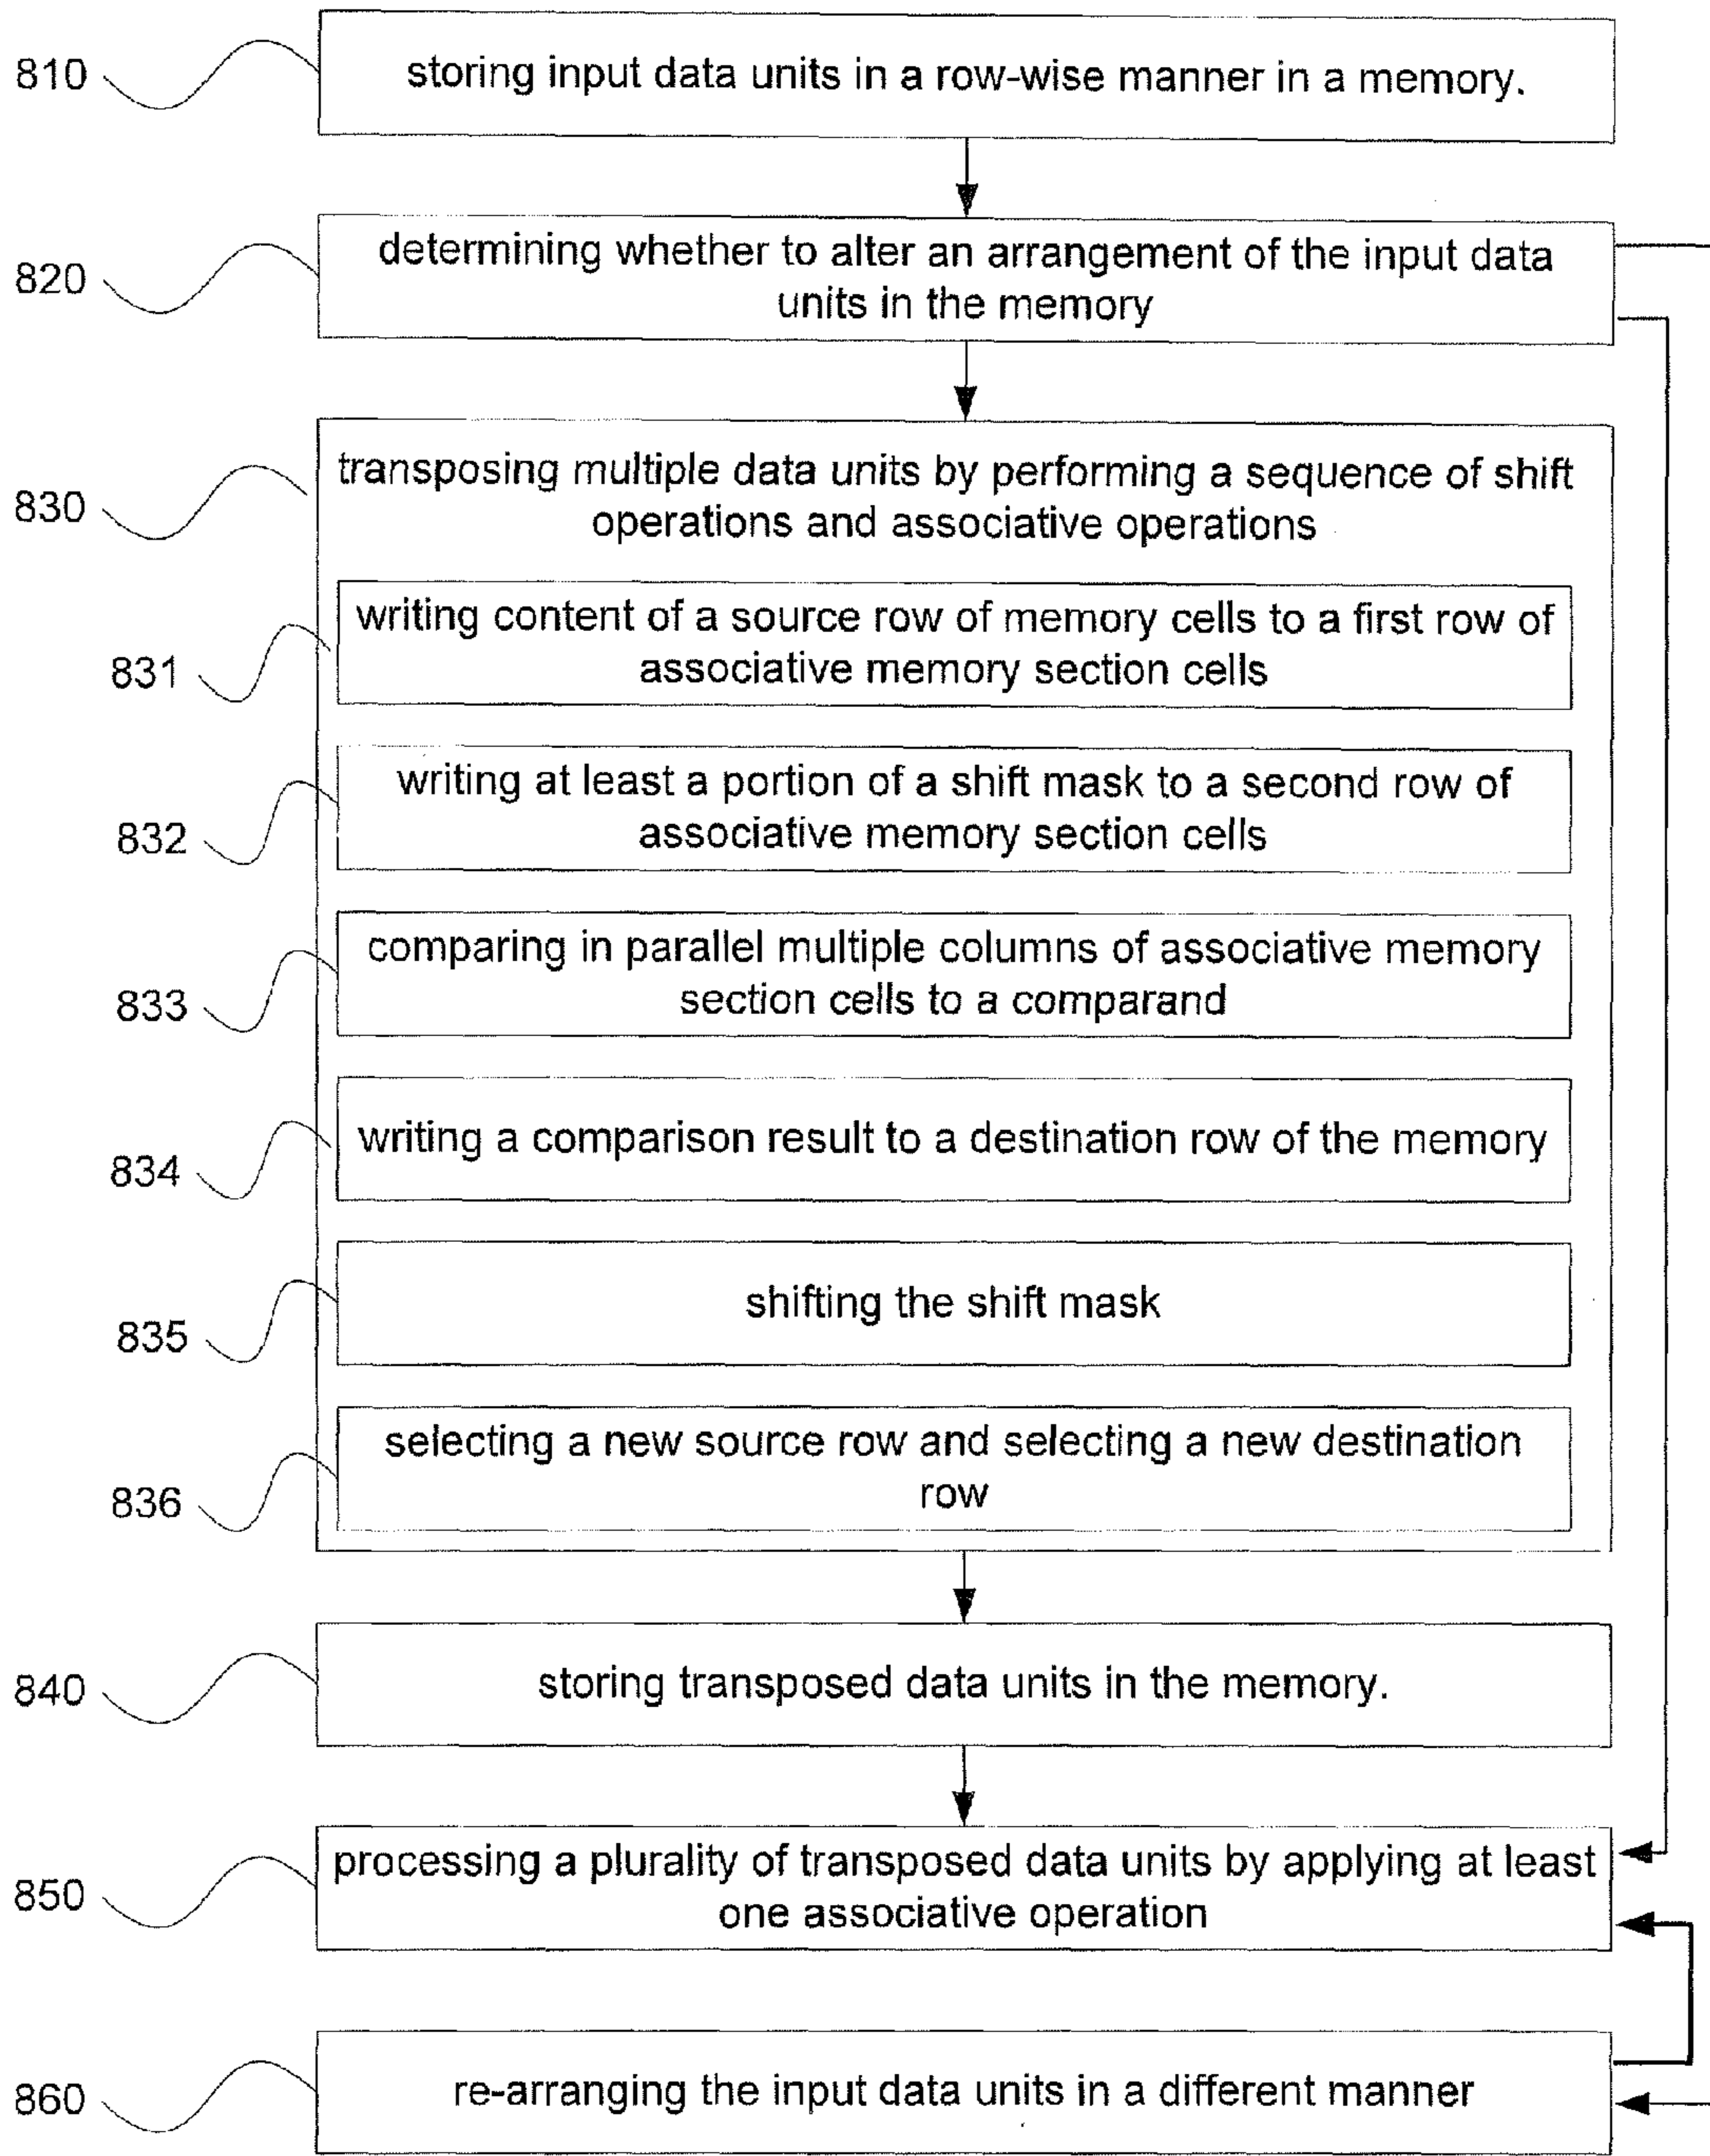 810
storing input data units in a row-wise manner in a memory.
820
determining whether to alter an arrangement of the input data
units in the memory
830
transposing multiple data units by performing a sequence of shift
operations and associative operations
831
writing content of a source row of memory cells to a first row of
associative memory section cells
832
writing at least a portion of a shift mask to a second row of
associative memory section cells
833
comparing in parallel multiple columns of associative memory
section cells to a comparand
834
writing a comparison result to a destination row of the memory
835
shifting the shift mask
836
selecting a new source row and selecting a new destination
row
840
storing transposed data units in the memory.
850
processing a plurality of transposed data units by applying at least
one associative operation
860
re-arranging the input data units in a different manner